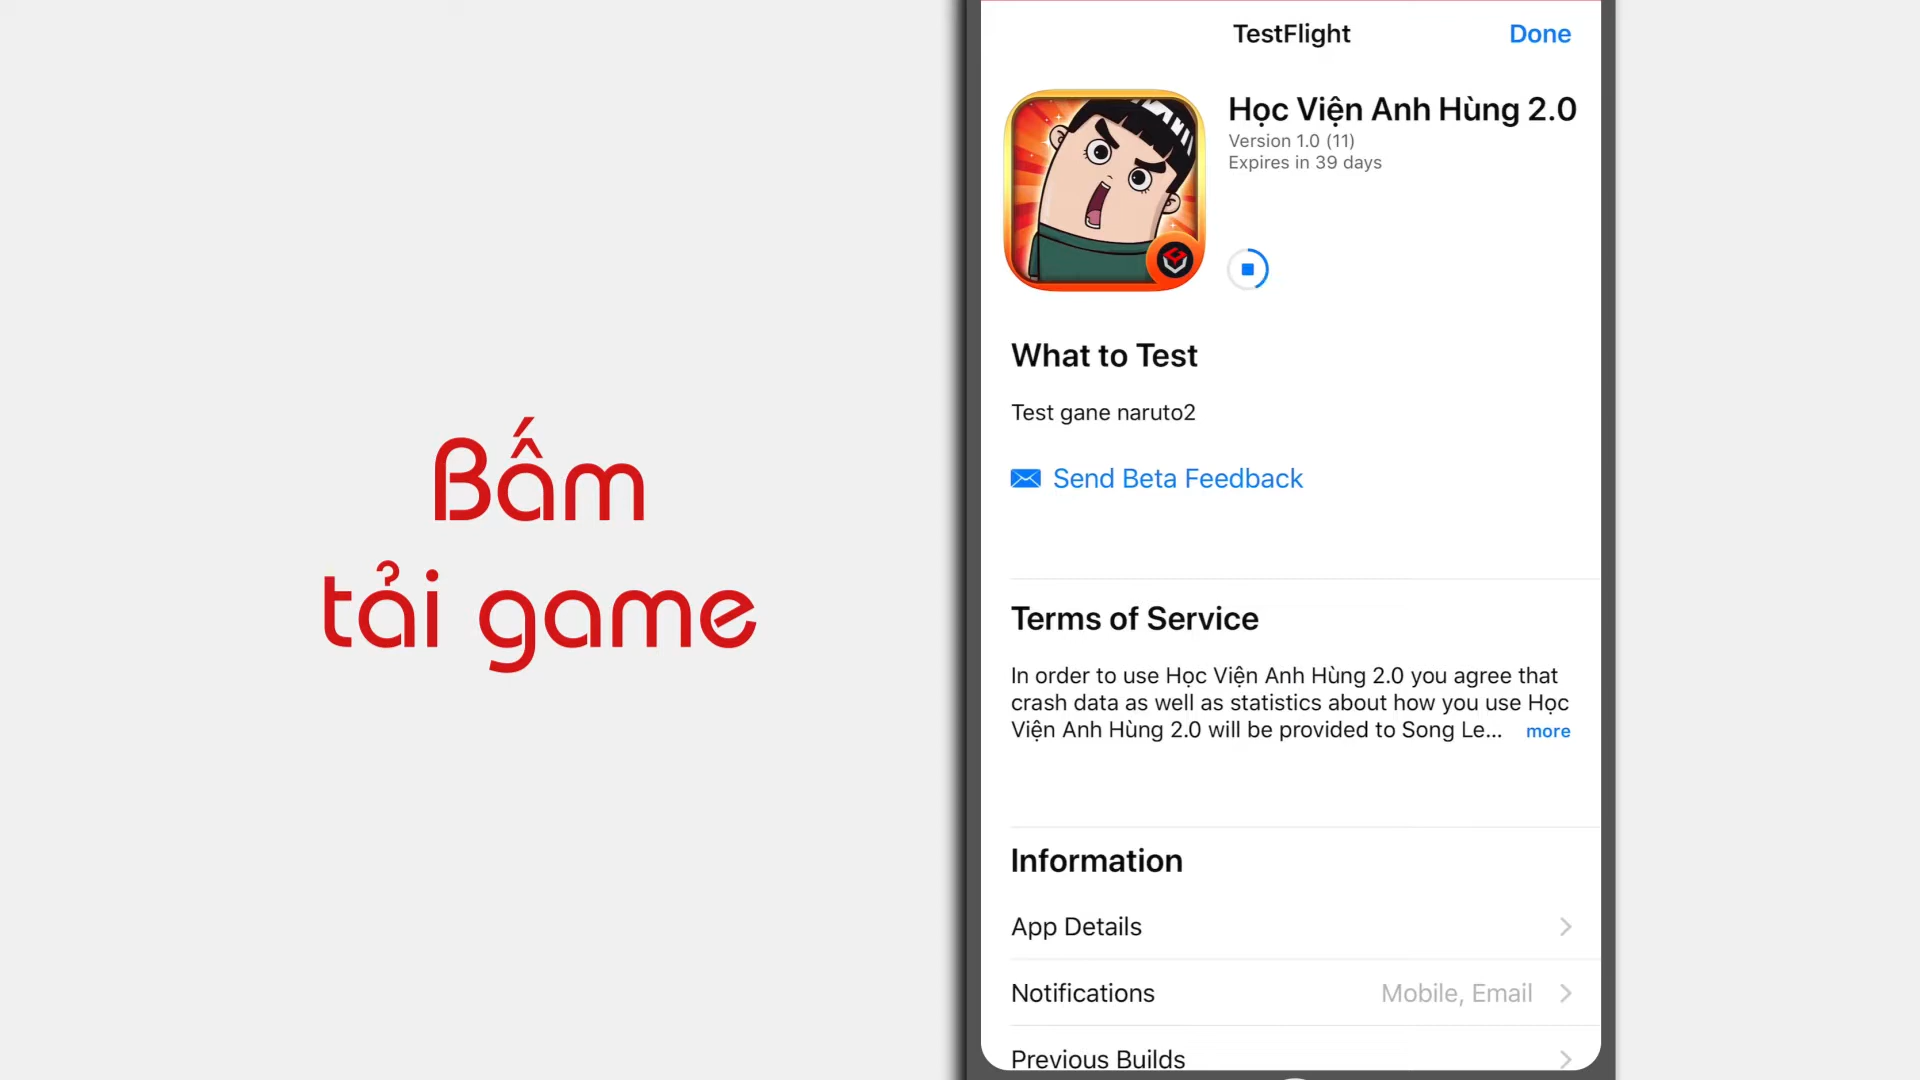 Bấm
tải game
TestFlight
Done
Học Viện Anh Hùng 2.0
Version 1.0 (11)
Expires in 39 days
What to Test
Test gane naruto2
Send Beta Feedback
Terms of Service
In order to use Học Viện Anh Hùng 2.0 you agree that
crash data as well as statistics about how you use Học
Viện Anh Hùng 2.0 will be provided to Song Le... more
Information
App Details
Notifications Mobile, Email
Previous Builds